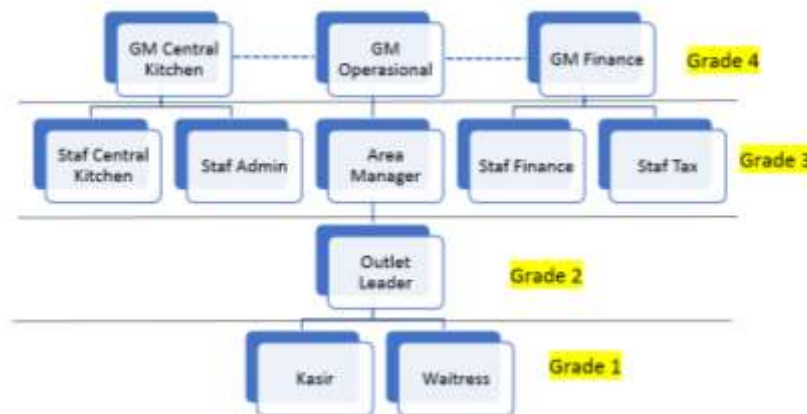 GM Central
Kitchen
GM
Operasional
GM Finance
Grade 4
Staf Central
Kitchen
Staf Admin
Area
Manager
Staf Finance
Staf Tax
Grade 3
Outlet
Leader
Grade 2
Kasir
Waitress
Grade 1